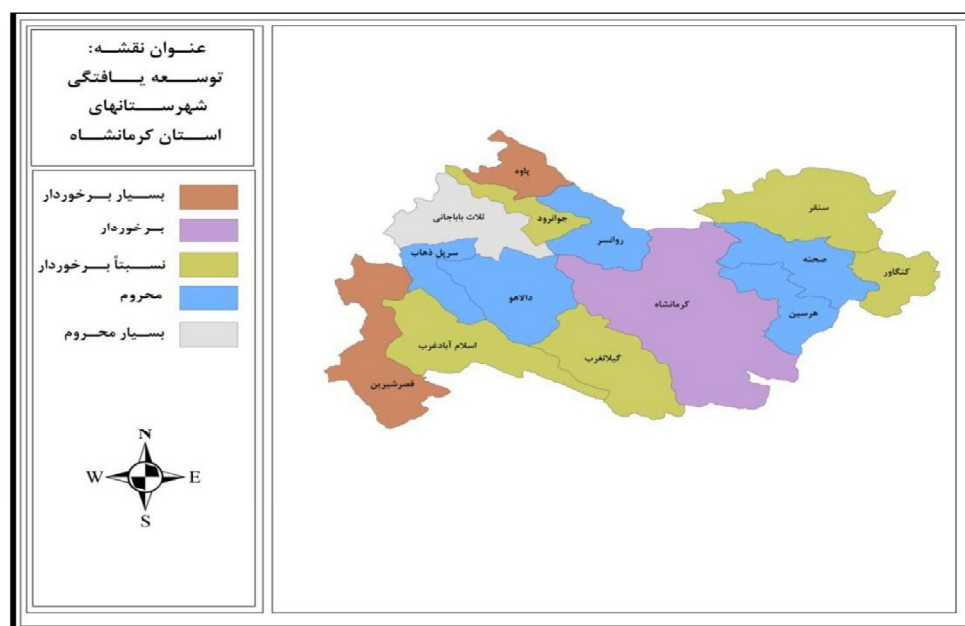 عنوان نقشه:
توسعه یافتگی
شهرستانهای
استان کرمانشاه
بسیار برخوردار
برخوردار
نسبتاً برخوردار
محروم
بسیار محروم
N
W E
S
پاوه
سنقر
ثلاث باباجانی
جوانرود
روانسر
سرپل ذهاب
صحنه
کنگاور
دالاهو
کرمانشاه
هرسین
اسلام آبادغرب
گیلانغرب
قصرشیرین